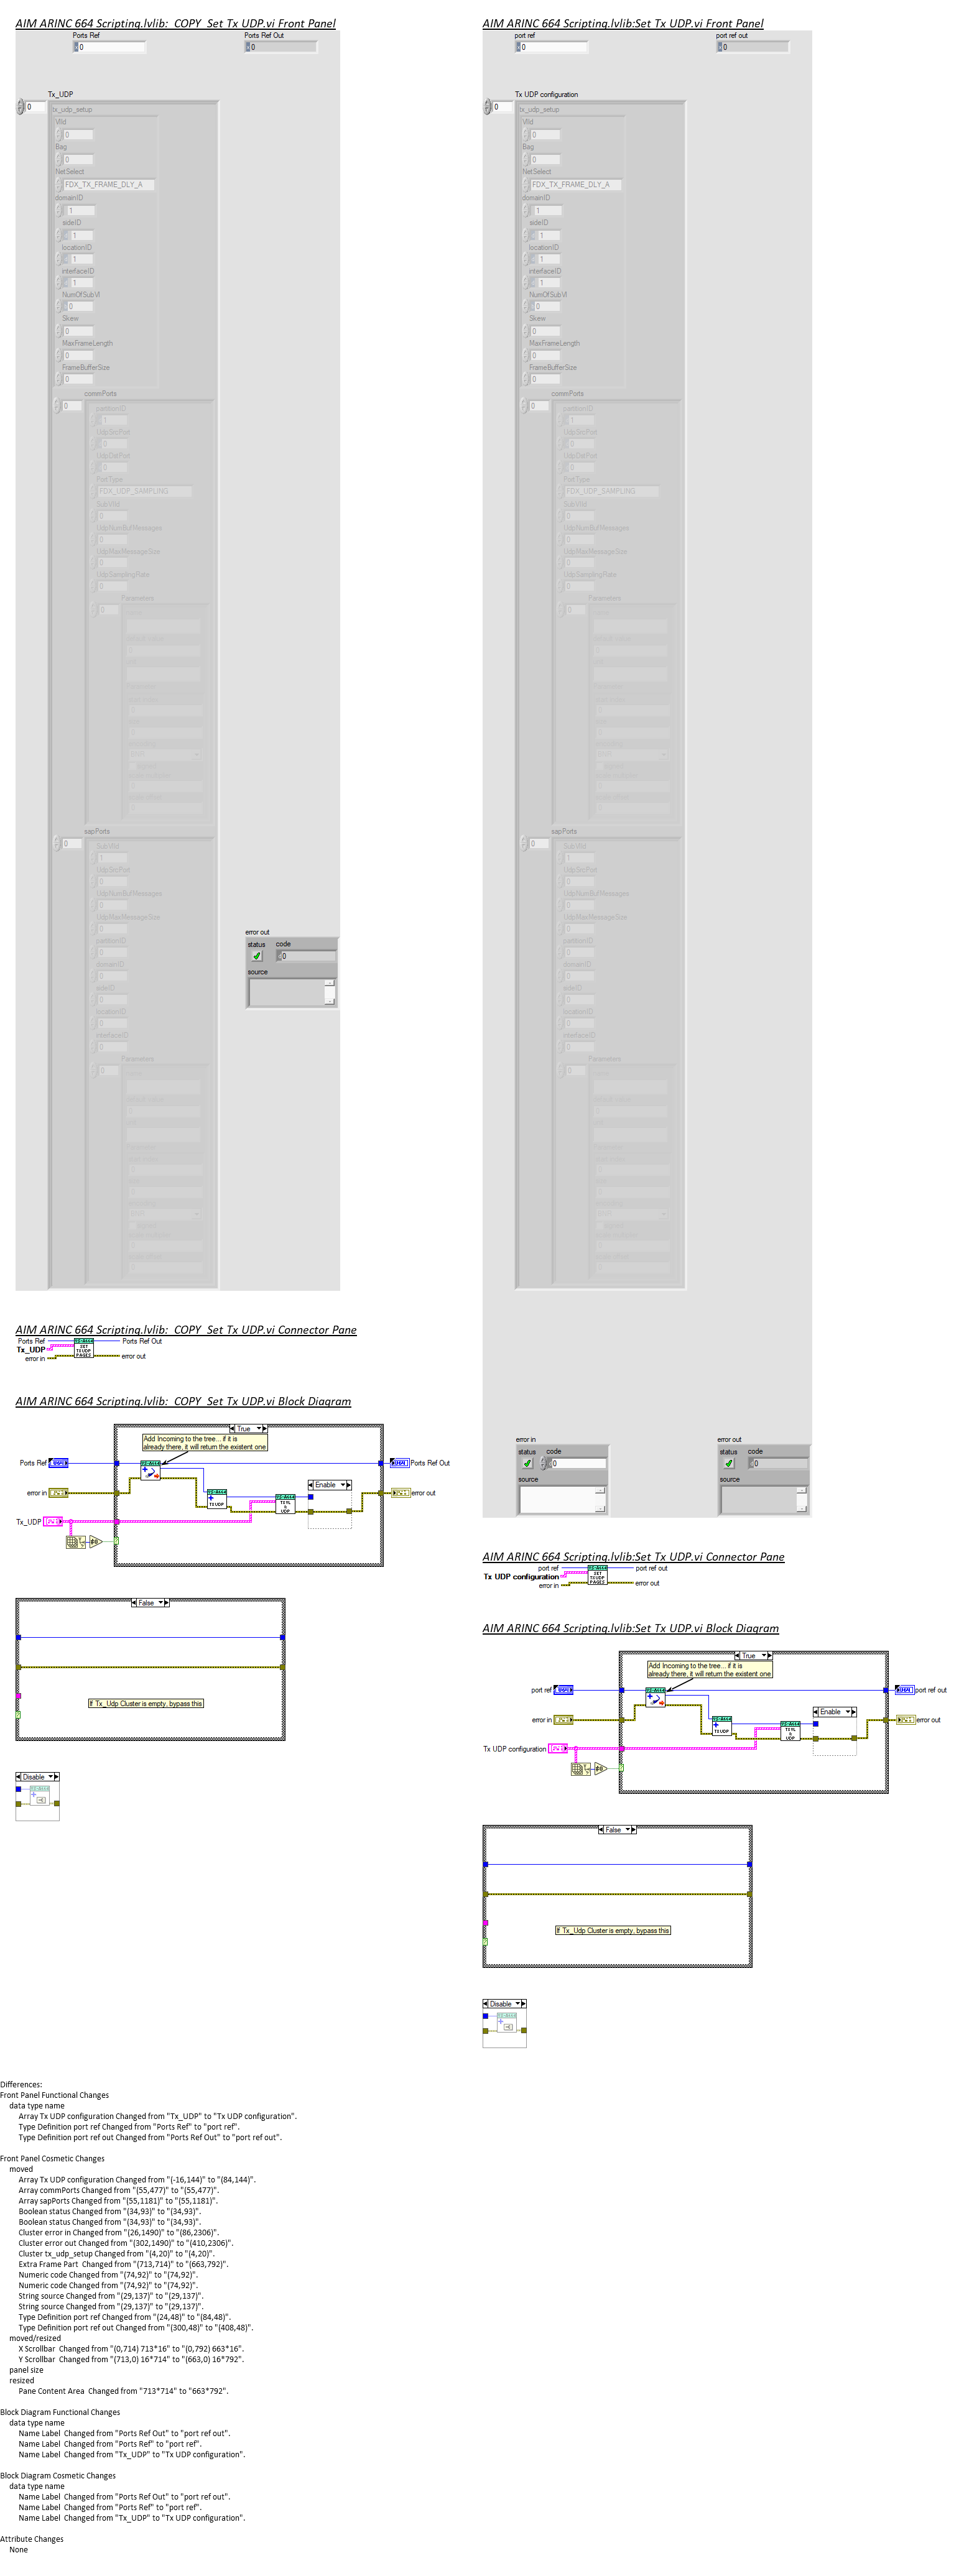 AIM ARINC 664 Scripting.lvlib:_COPY_Set Tx UDP.vi Front Panel
Ports Ref
0
Ports Ref Out
0
Tx_UDP
0
tx_udp_setup
Vlid
0
Bag
0
NetSelect
FDX_TX_FRAME_DLY_A
domainID
1
sideID
1
locationID
1
interfaceID
1
NumOfSubVl
0
Skew
0
MaxFrameLength
0
FrameBufferSize
0
commPorts
0
partitionID
1
UdpSrcPort
0
UdpDstPort
0
PortType
FDX_UDP_SAMPLING
SubVlId
0
UdpNumBufMessages
0
UdpMaxMessageSize
0
UdpSamplingRate
0
Parameters
0
sapPorts
0
SubVlId
1
UdpSrcPort
0
UdpNumBufMessages
0
UdpMaxMessageSize
0
partitionID
0
domainID
0
sideID
0
locationID
0
interfaceID
0
Parameters
0
error out
status
code
0
source
AIM ARINC 664 Scripting.lvlib:_COPY_Set Tx UDP.vi Connector Pane
Ports Ref
Ports Ref Out
Tx_UDP
error in
error out
SET
TX UDP
PAGES
AIM ARINC 664 Scripting.lvlib:_COPY_Set Tx UDP.vi Block Diagram
True
Add Incoming to the tree... if it is
already there, it will return the existent one
Ports Ref
Ports Ref Out
Enable
error in
error out
TX UDP
Tx_UDP
False
If Tx_Udp Cluster is empty, bypass this
Disable
AIM ARINC 664 Scripting.lvlib:Set Tx UDP.vi Front Panel
port ref
0
port ref out
0
Tx UDP configuration
0
tx_udp_setup
Vlid
0
Bag
0
NetSelect
FDX_TX_FRAME_DLY_A
domainID
1
sideID
1
locationID
1
interfaceID
1
NumOfSubVl
0
Skew
0
MaxFrameLength
0
FrameBufferSize
0
commPorts
0
partitionID
1
UdpSrcPort
0
UdpDstPort
0
PortType
FDX_UDP_SAMPLING
SubVlId
0
UdpNumBufMessages
0
UdpMaxMessageSize
0
UdpSamplingRate
0
Parameters
0
sapPorts
0
SubVlId
1
UdpSrcPort
0
UdpNumBufMessages
0
UdpMaxMessageSize
0
partitionID
0
domainID
0
sideID
0
locationID
0
interfaceID
0
Parameters
0
error in
status
code
0
source
error out
status
code
0
source
AIM ARINC 664 Scripting.lvlib:Set Tx UDP.vi Connector Pane
port ref
port ref out
Tx UDP configuration
error in
error out
SET
TX UDP
PAGES
AIM ARINC 664 Scripting.lvlib:Set Tx UDP.vi Block Diagram
True
Add Incoming to the tree... if it is
already there, it will return the existent one
port ref
port ref out
Enable
error in
error out
TX UDP
Tx UDP configuration
False
If Tx_Udp Cluster is empty, bypass this
Disable
Differences:
Front Panel Functional Changes
data type name
Array Tx UDP configuration Changed from "Tx_UDP" to "Tx UDP configuration".
Type Definition port ref Changed from "Ports Ref" to "port ref".
Type Definition port ref out Changed from "Ports Ref Out" to "port ref out".
Front Panel Cosmetic Changes
moved
Array Tx UDP configuration Changed from "(-16,144)" to "(84,144)".
Array commPorts Changed from "(55,477)" to "(55,477)".
Array sapPorts Changed from "(55,1181)" to "(55,1181)".
Boolean status Changed from "(34,93)" to "(34,93)".
Boolean status Changed from "(34,93)" to "(34,93)".
Cluster error in Changed from "(26,1490)" to "(86,2306)".
Cluster error out Changed from "(302,1490)" to "(410,2306)".
Cluster tx_udp_setup Changed from "(4,20)" to "(4,20)".
Extra Frame Part Changed from "(713,714)" to "(663,792)".
Numeric code Changed from "(74,92)" to "(74,92)".
Numeric code Changed from "(74,92)" to "(74,92)".
String source Changed from "(29,137)" to "(29,137)".
String source Changed from "(29,137)" to "(29,137)".
Type Definition port ref Changed from "(24,48)" to "(84,48)".
Type Definition port ref out Changed from "(300,48)" to "(408,48)".
moved/resized
X Scrollbar Changed from "(0,714) 713*16" to "(0,792) 663*16".
Y Scrollbar Changed from "(713,0) 16*714" to "(663,0) 16*792".
panel size
resized
Pane Content Area Changed from "713*714" to "663*792".
Block Diagram Functional Changes
data type name
Name Label Changed from "Ports Ref Out" to "port ref out".
Name Label Changed from "Ports Ref" to "port ref".
Name Label Changed from "Tx_UDP" to "Tx UDP configuration".
Block Diagram Cosmetic Changes
data type name
Name Label Changed from "Ports Ref Out" to "port ref out".
Name Label Changed from "Ports Ref" to "port ref".
Name Label Changed from "Tx_UDP" to "Tx UDP configuration".
Attribute Changes
None